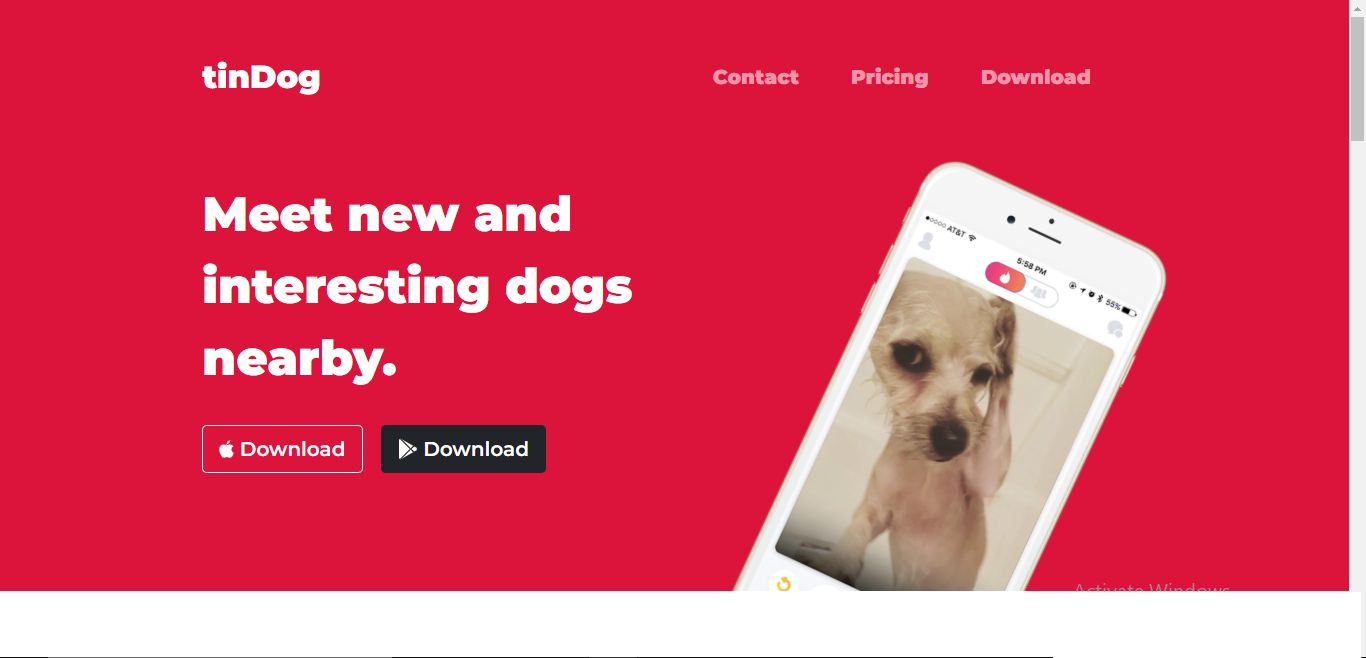 tinDog
Contact Pricing Download
Meet new and
interesting dogs
nearby.
Download Download
AT&T
5:58 PM
55%
Activate Windows